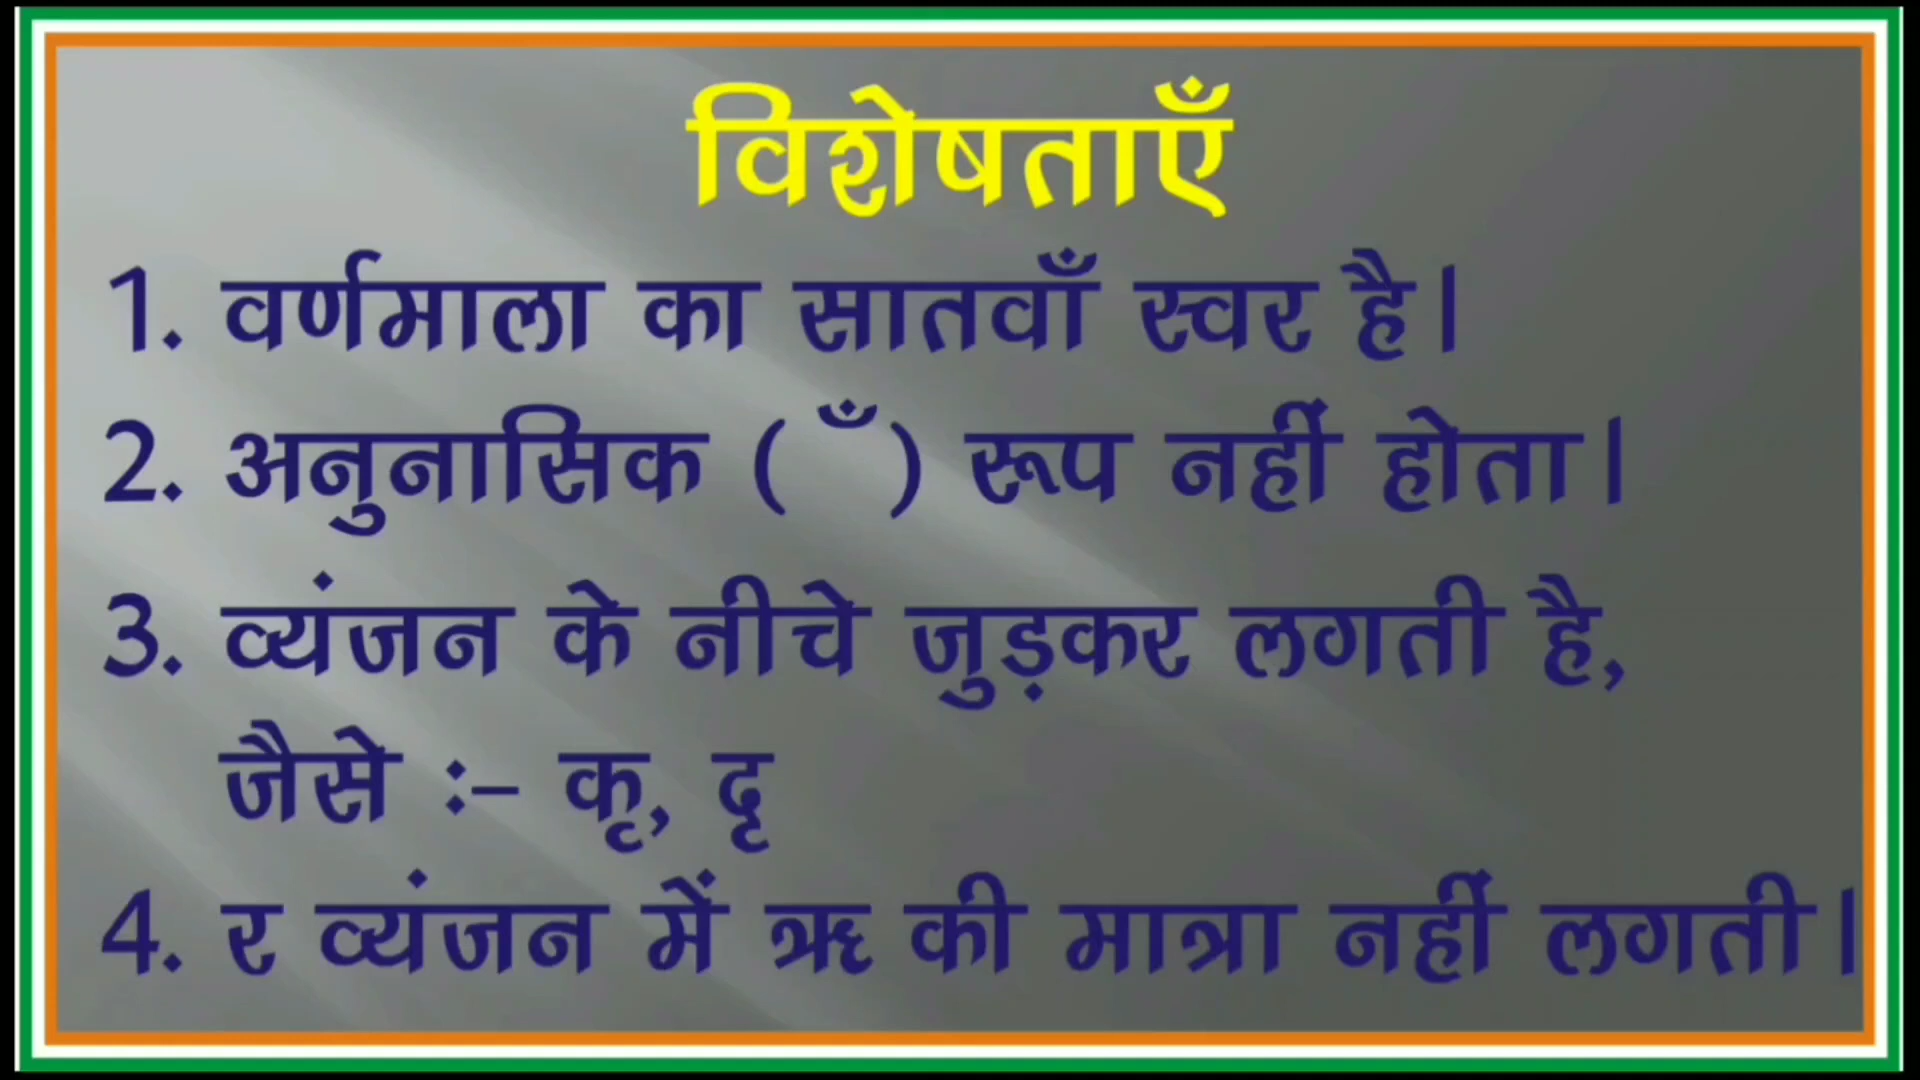 विशेषताएँ
1. वर्णमाला का सातवाँ स्वर है।
2. अनुनासिक ( ँ ) रूप नहीं होता।
3. व्यंजन के नीचे जुड़कर लगती है,
जैसे :– कृ, दृ
4. र व्यंजन में ऋ की मात्रा नहीं लगती।